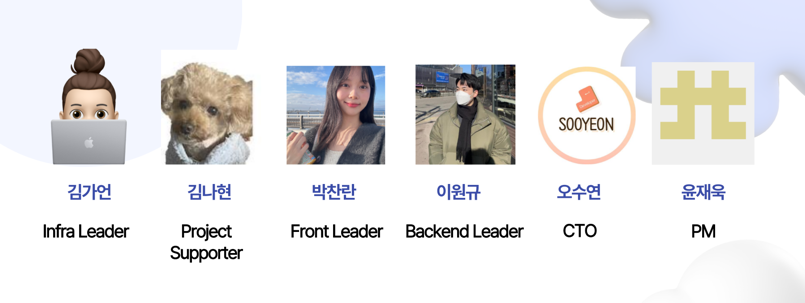 SOOYEON
김가언
김나현
박찬란
이원규
오수연
윤재욱
Infra Leader
Project
Supporter
Front Leader
Backend Leader
CTO
PM